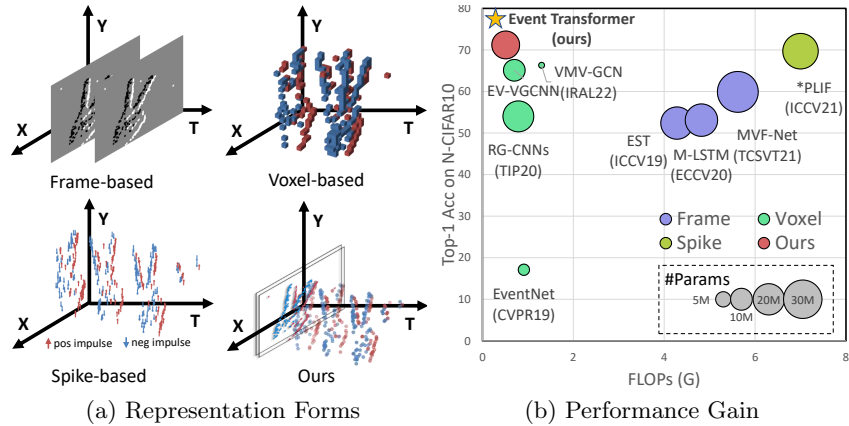 Y
X
T
Frame-based
Y
X
T
Voxel-based
Y
X
T
pos impulse
neg impulse
Spike-based
Y
X
T
Ours
(a) Representation Forms
Top-1 Acc on N-CIFAR10
80
70
60
50
40
30
20
10
0
0
2
4
6
8
FLOPs (G)
Event Transformer
(ours)
EV-VGCNN
VMV-GCN
(IRAL22)
*PLIF
(ICCV21)
RG-CNNs
(TIP20)
EST
(ICCV19)
M-LSTM
(ECCV20)
MVF-Net
(TCSVT21)
EventNet
(CVPR19)
Frame
Voxel
Spike
Ours
#Params
5M
10M
20M
30M
(b) Performance Gain